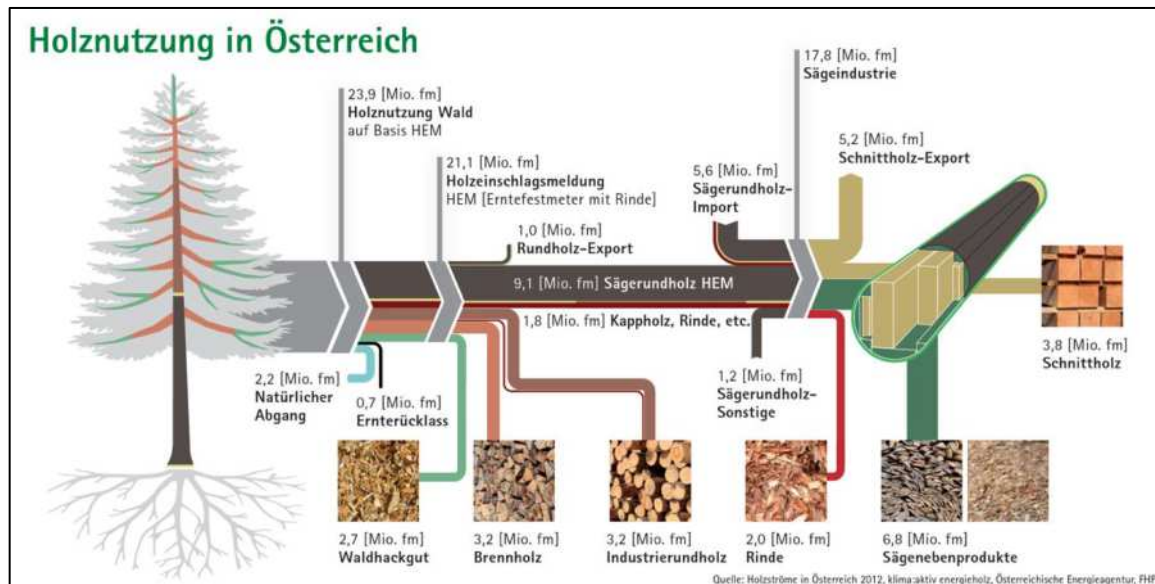 Holznutzung in Österreich
23,9 [Mio. fm]
Holznutzung Wald
auf Basis HEM
21,1 [Mio. fm]
Holzeinschlagsmeldung
HEM [Erntefestmeter mit Rinde]
1,0 [Mio. fm]
Rundholz-Export
5,6 [Mio. fm]
Sägerundholz-
Import
17,8 [Mio. fm]
Sägeindustrie
5,2 [Mio. fm]
Schnittholz-Export
9,1 [Mio. fm] Sägerundholz HEM
1,8 [Mio. fm] Kappholz, Rinde, etc.
2,2 [Mio. fm]
Natürlicher
Abgang
0,7 [Mio. fm]
Ernterücklass
1,2 [Mio. fm]
Sägerundholz-
Sonstige
3,8 [Mio. fm]
Schnittholz
2,7 [Mio. fm]
Waldhackgut
3,2 [Mio. fm]
Brennholz
3,2 [Mio. fm]
Industrierundholz
2,0 [Mio. fm]
Rinde
6,8 [Mio. fm]
Sägenebenprodukte
Quelle: Holzströme in Österreich 2012, klima:aktiv energieholz, Österreichische Energieagentur,